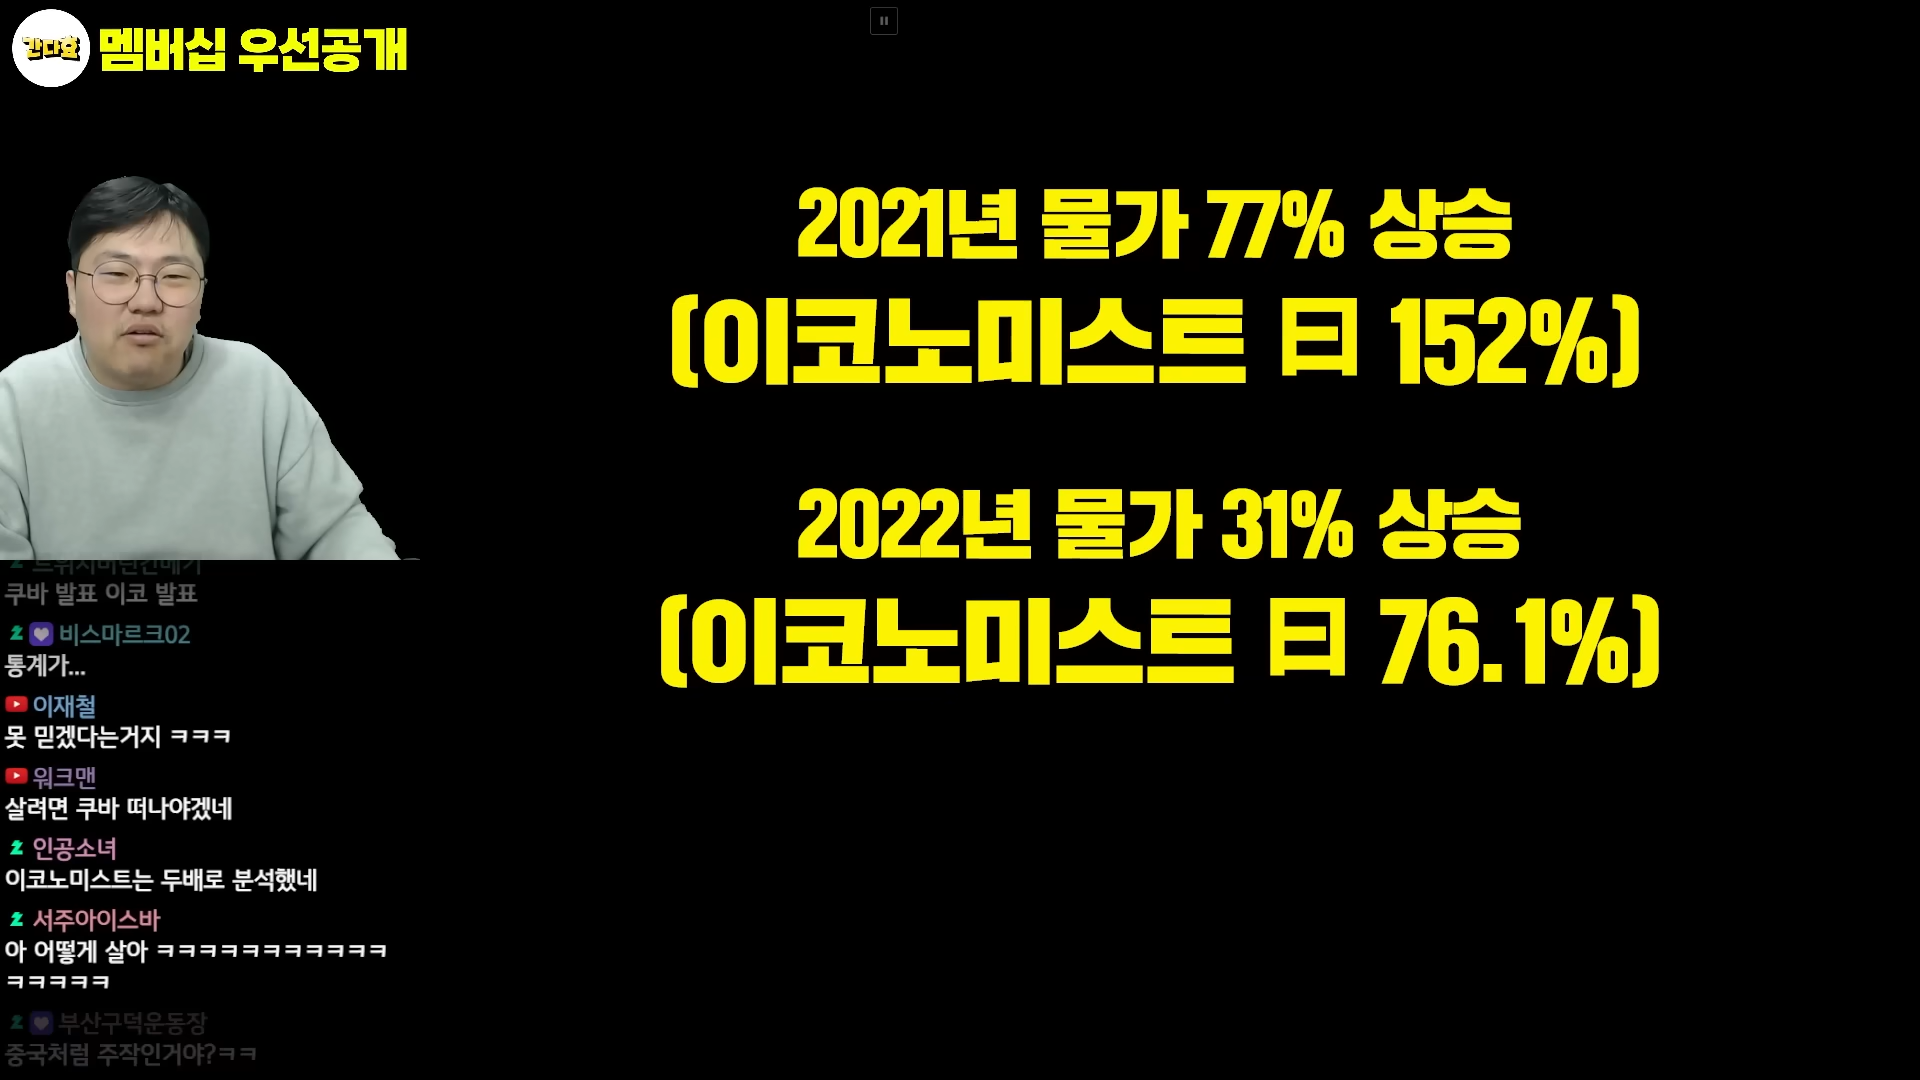 간다효
멤버십 우선공개
2021년 물가 77% 상승
(이코노미스트 曰 152%)
2022년 물가 31% 상승
(이코노미스트 曰 76.1%)
쿠바 발표 이코 발표
비스마르크02
통계가...
이재철
못 믿겠다는거지 ㅋㅋㅋ
워크맨
살려면 쿠바 떠나야겠네
인공소녀
이코노미스트는 두배로 분석했네
서주아이스바
아 어떻게 살아 ㅋㅋㅋㅋㅋㅋㅋㅋㅋㅋㅋ
ㅋㅋㅋㅋㅋ
부산구덕운동장
중국처럼 주작인거야?ㅋㅋ